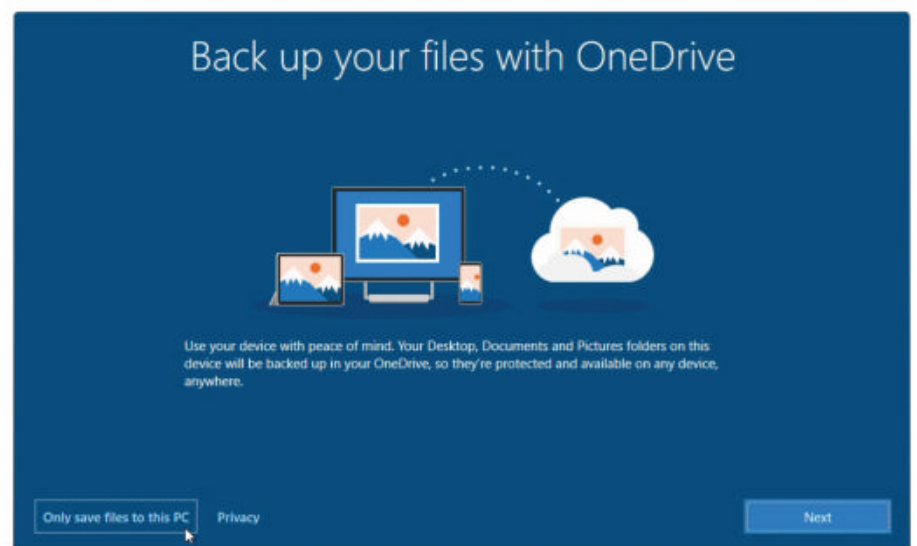 Back up your files with OneDrive
Use your device with peace of mind. Your Desktop, Documents and Pictures folders on this
device will be backed up in your OneDrive, so they're protected and available on any device,
anywhere.
Only save files to this PC
Privacy
Next